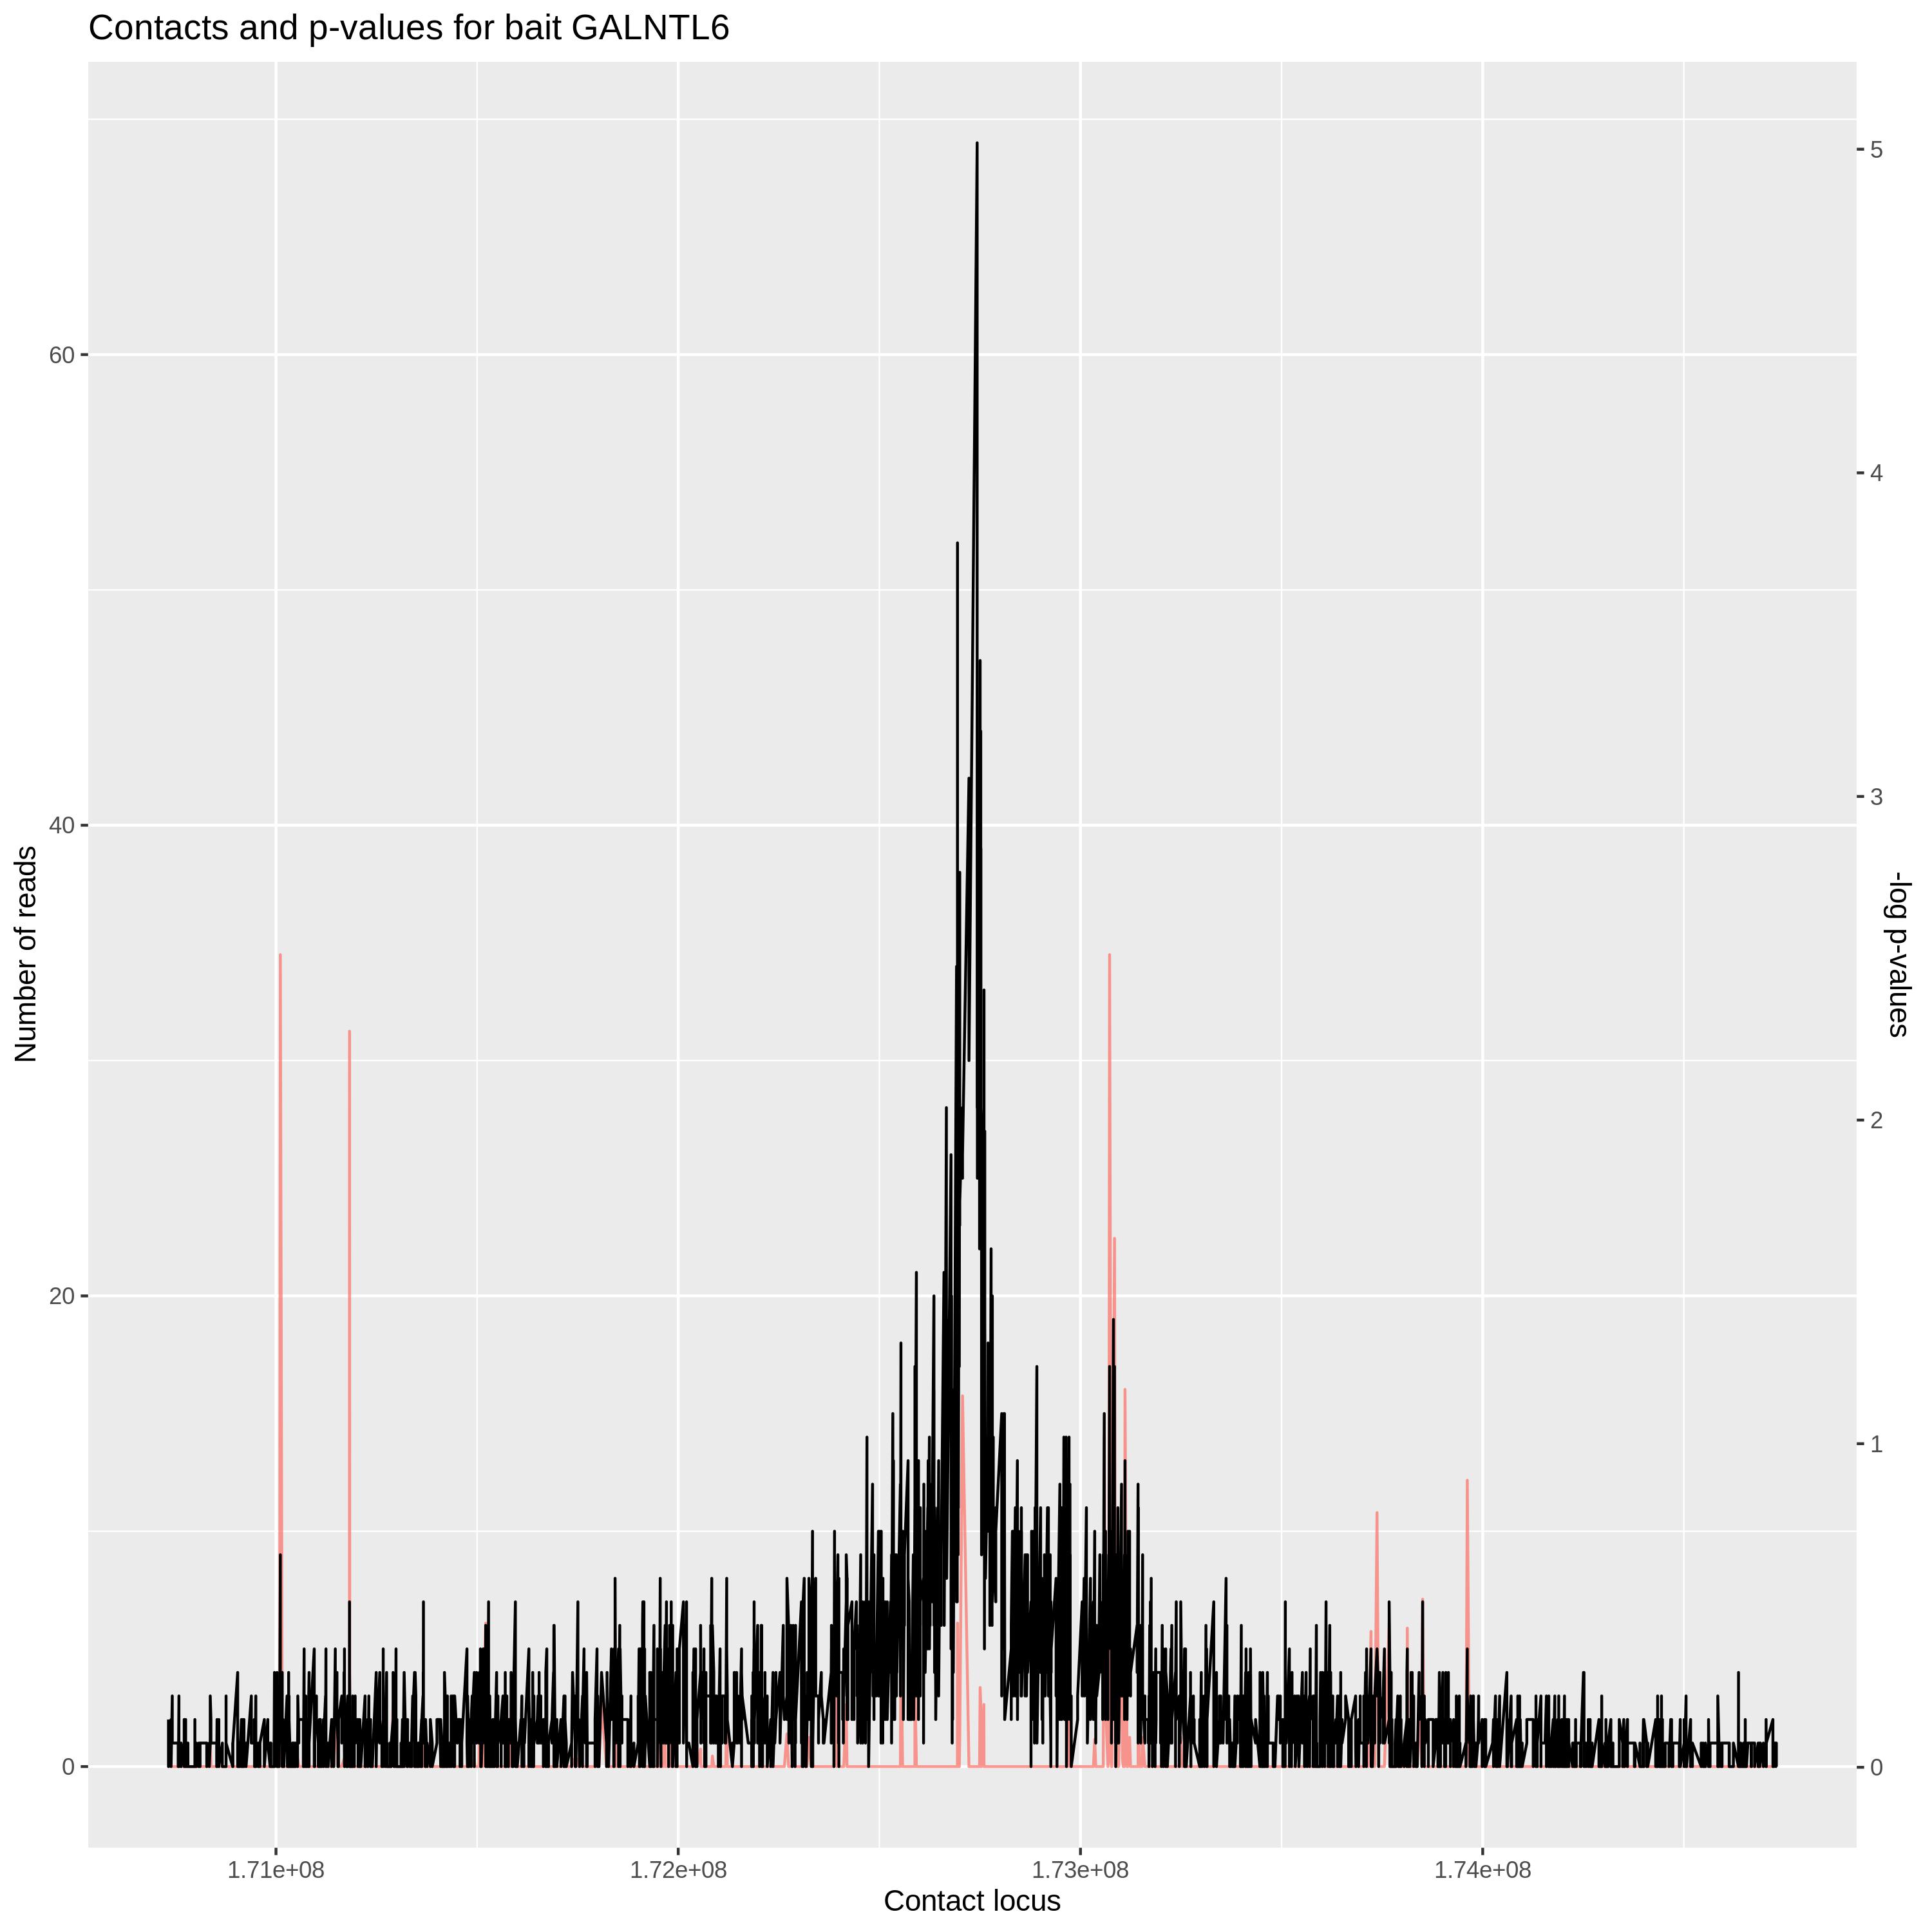 Contacts and p-values for bait GALNTL6
Number of reads
60
40
20
0
5
4
3
2
1
0
-log p-values
1.71e+08
1.72e+08
1.73e+08
1.74e+08
Contact locus